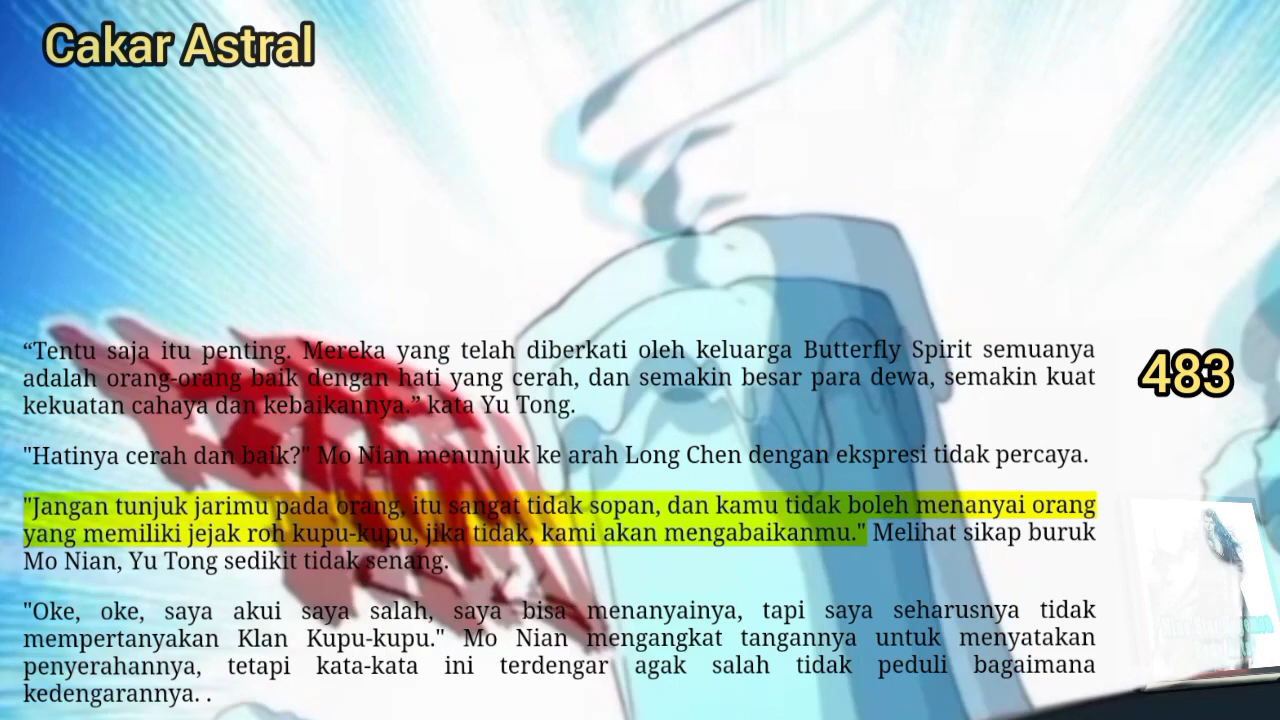 Cakar Astral
“Tentu saja itu penting. Mereka yang telah diberkati oleh keluarga Butterfly Spirit semuanya
adalah orang-orang baik dengan hati yang cerah, dan semakin besar para dewa, semakin kuat
kekuatan cahaya dan kebaikannya.” kata Yu Tong.
"Hatinya cerah dan baik?" Mo Nian menunjuk ke arah Long Chen dengan ekspresi tidak percaya.
483
"Jangan tunjuk jarimu pada orang, itu sangat tidak sopan, dan kamu tidak boleh menanyai orang
yang memiliki jejak roh kupu-kupu, jika tidak, kami akan mengabaikanmu." Melihat sikap buruk
Mo Nian, Yu Tong sedikit tidak senang.
"Oke, oke, saya akui saya salah, saya bisa menanyainya, tapi saya seharusnya tidak
mempertanyakan Klan Kupu-kupu." Mo Nian mengangkat tangannya untuk menyatakan
penyerahannya, tetapi kata-kata ini terdengar agak salah tidak peduli bagaimana
kedengarannya. .